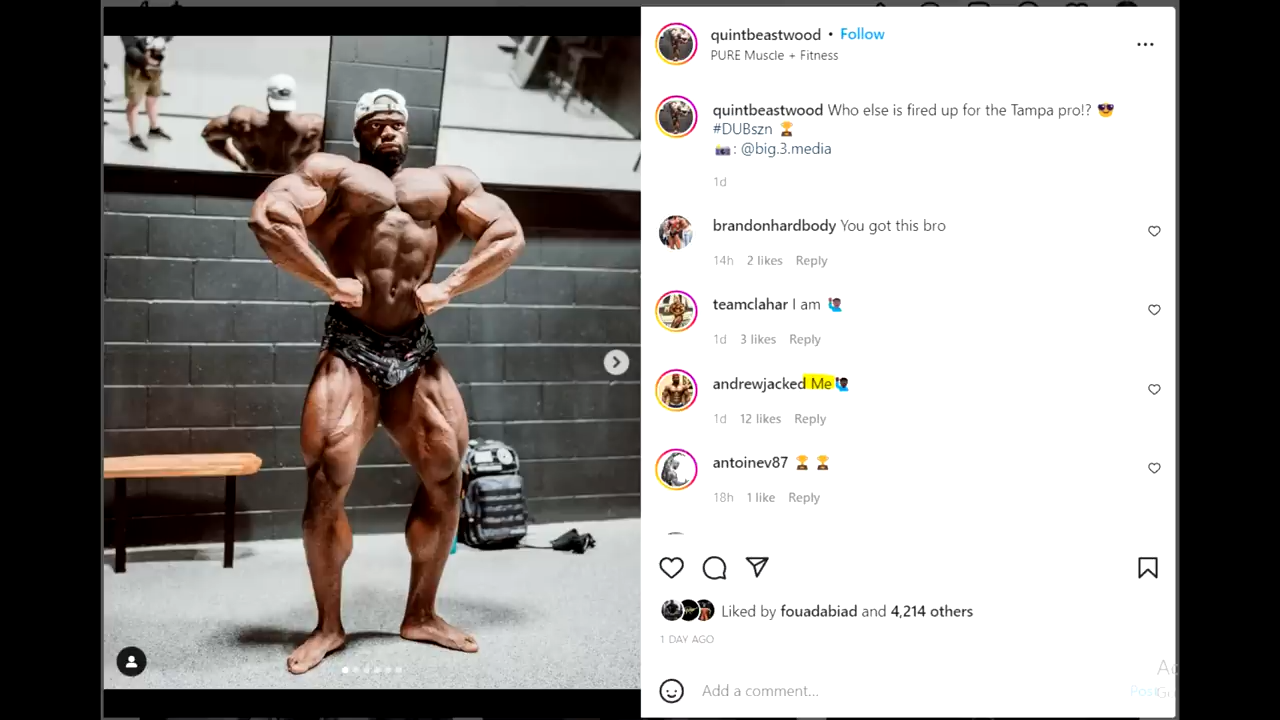 quintbeastwood • Follow
PURE Muscle + Fitness
quintbeastwood Who else is fired up for the Tampa pro!? 😎
#DUBszn 🏆
📷: @big.3.media
1d
brandonhardbody You got this bro
14h 2 likes Reply
teamclahar I am 🙋🏿‍♂️
1d 3 likes Reply
andrewjacked Me 🙋🏿‍♂️
1d 12 likes Reply
antoinev87 🏆 🏆
18h 1 like Reply
Liked by fouadabiad and 4,214 others
1 DAY AGO
Add a comment...
Post